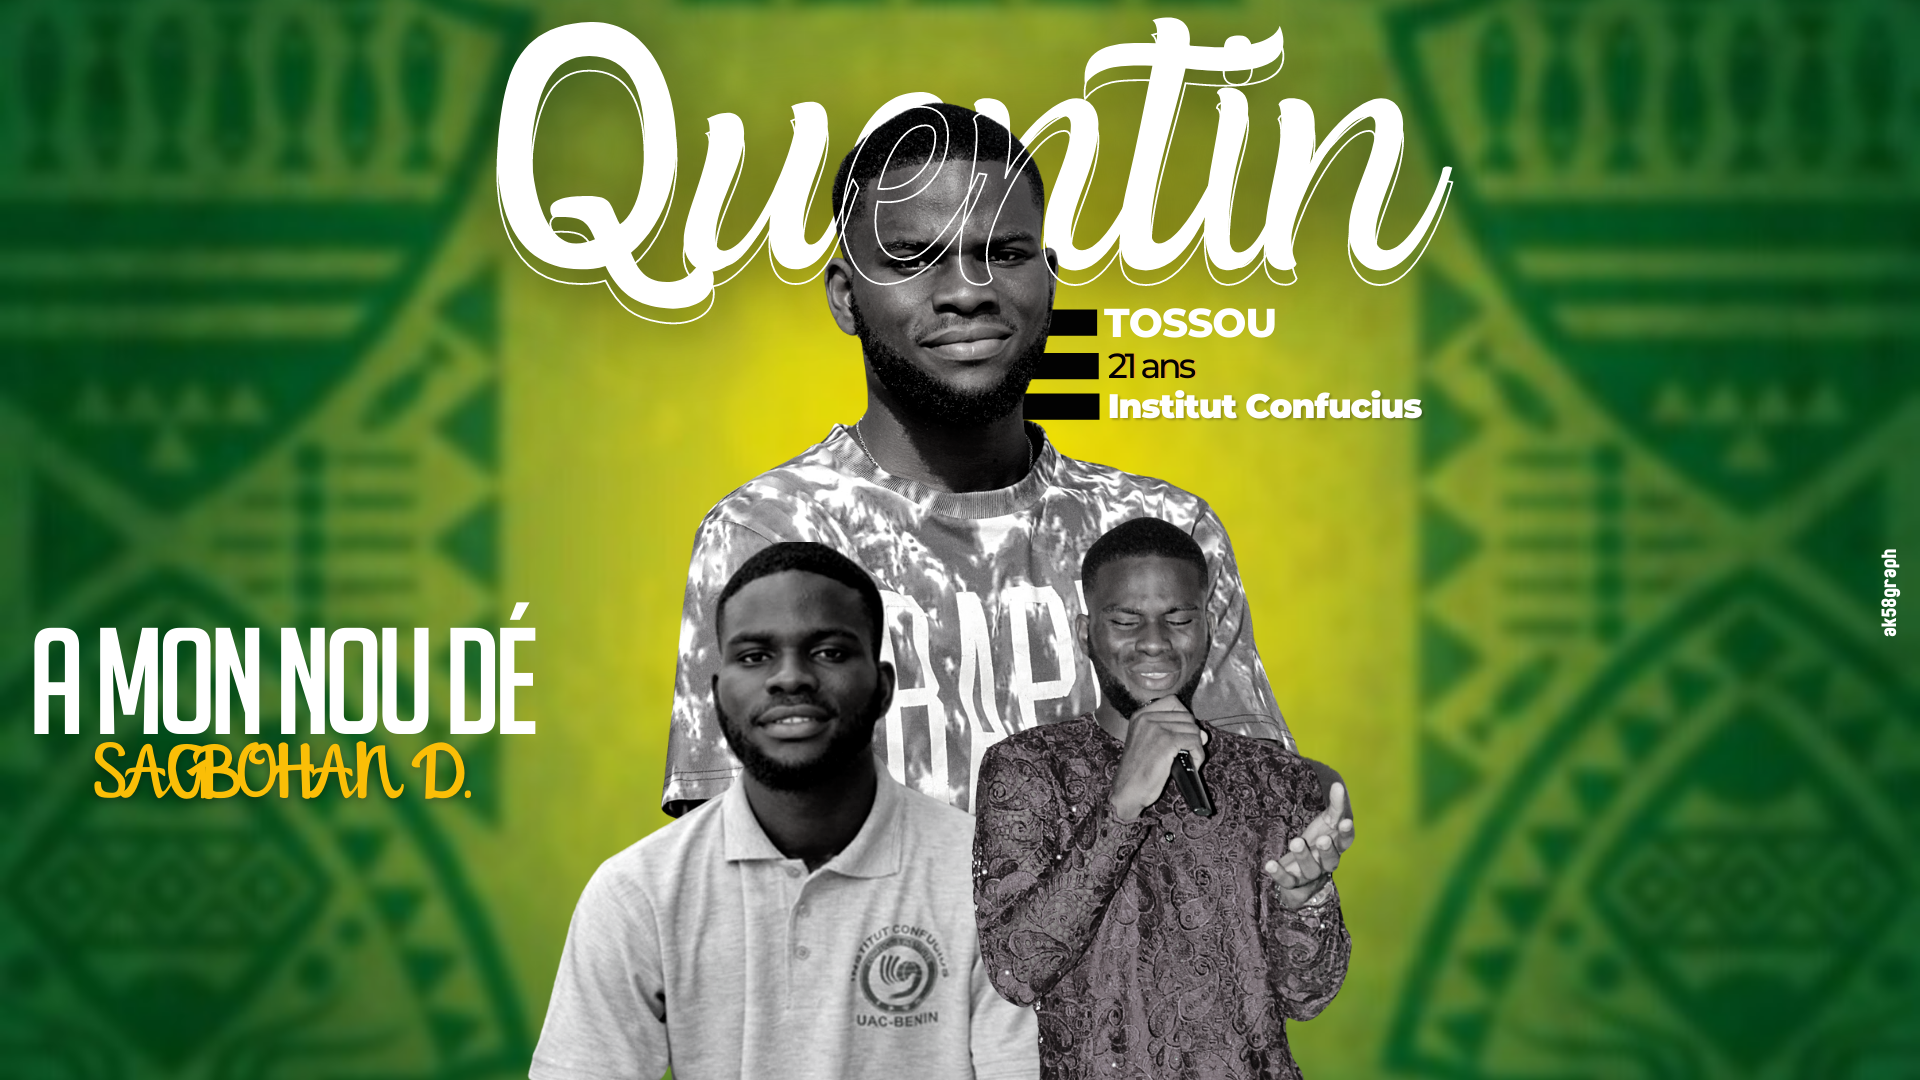 Quentin
TOSSOU
21 ans
Institut Confucius
A MON NOU DÉ
SAGBOHAN D.
INSTITUT CONFUCIUS
UAC-BENIN
ak58graph